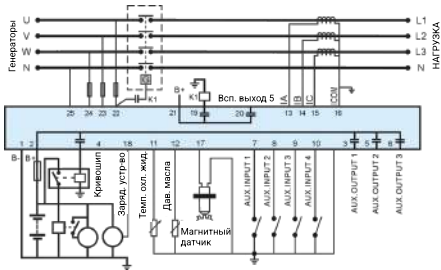 Генераторы
U
V
W
N
L1
L2
L3
N
НАГРУЗКА
K1
B+
K1
Всп. выход 5
IA
IB
IC
ICOM
25
24
23
22
21
19
20
13
14
15
16
1
2
4
18
11
12
17
7
8
9
10
3
5
6
B-
B+
Кривошип
Заряд. устр-во
Темп. охл. жид.
Дав. масла
Магнитный
датчик
AUX.INPUT 1
AUX.INPUT 2
AUX.INPUT 3
AUX.INPUT 4
AUX.OUTPUT 1
AUX.OUTPUT 2
AUX.OUTPUT 3